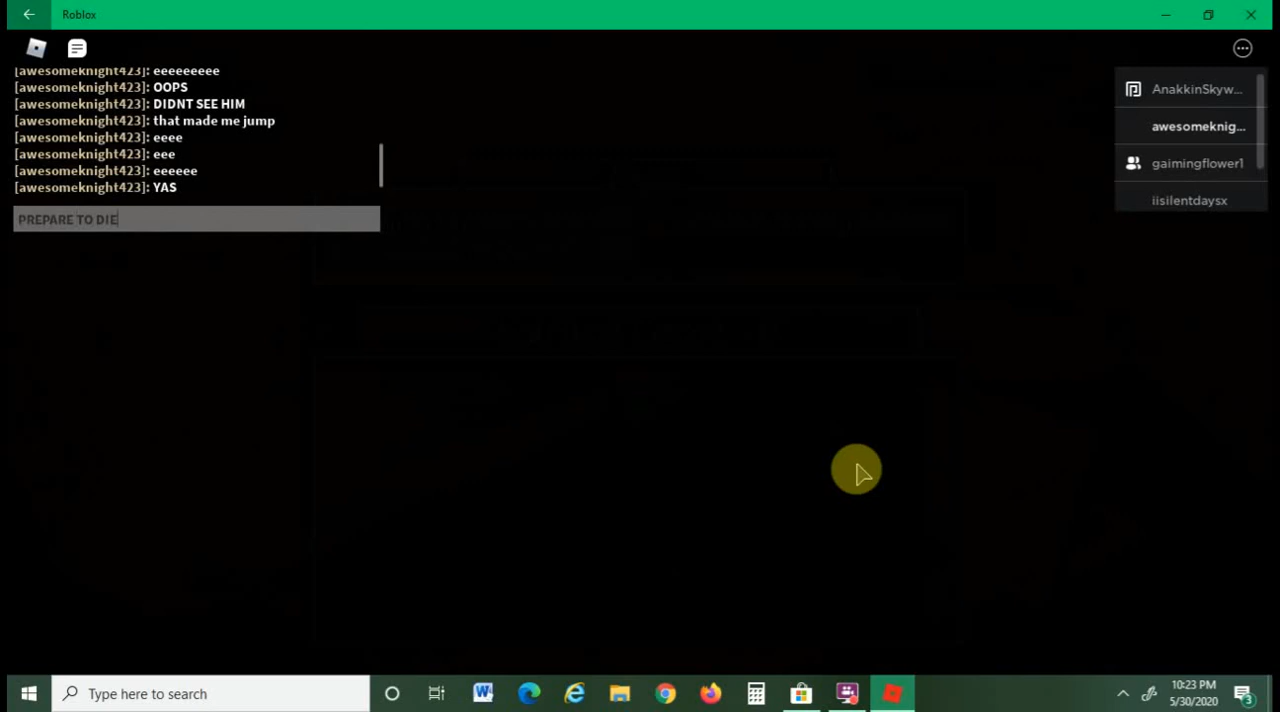 Roblox
[awesomeknight423]: eeeeeeeee
[awesomeknight423]: OOPS
[awesomeknight423]: DIDNT SEE HIM
[awesomeknight423]: that made me jump
[awesomeknight423]: eeee
[awesomeknight423]: eee
[awesomeknight423]: eeeeee
[awesomeknight423]: YAS
PREPARE TO DIE
AnakkinSkyw...
awesomeknig...
gaimingflower1
iisilentdaysx
Type here to search
10:23 PM
5/30/2020
3